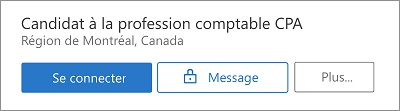 Candidat à la profession comptable CPA
Région de Montréal, Canada
Se connecter
Message
Plus...